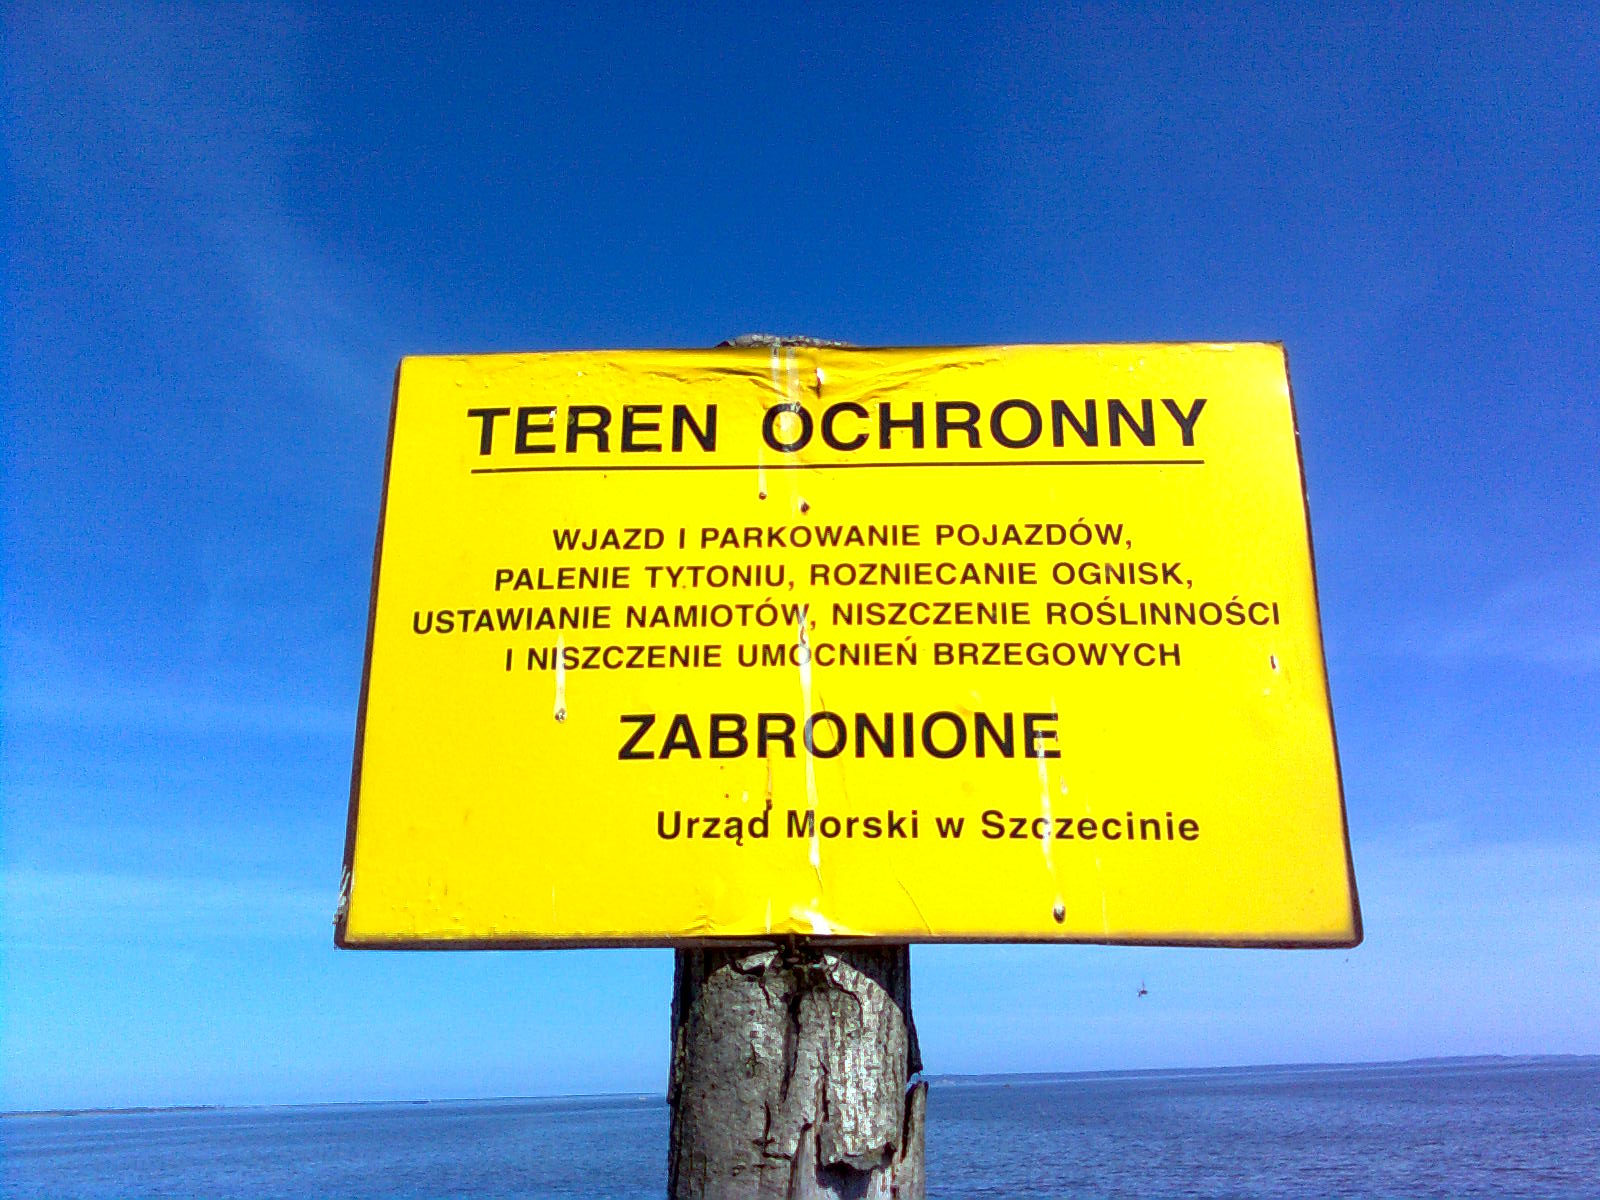 TEREN OCHRONNY
WJAZD I PARKOWANIE POJAZDÓW,
PALENIE TYTONIU, ROZNIECANIE OGNISK,
USTAWIANIE NAMIOTÓW, NISZCZENIE ROŚLINNOŚCI
I NISZCZENIE UMOCNIEŃ BRZEGOWYCH
ZABRONIONE
Urząd Morski w Szczecinie